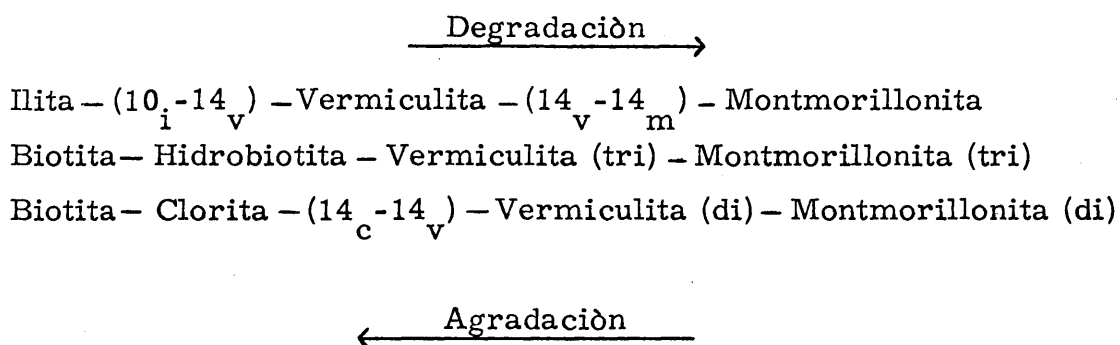 Degradaciòn
Ilita – (10i-14v) – Vermiculita – (14v-14m) – Montmorillonita
Biotita – Hidrobiotita – Vermiculita (tri) – Montmorillonita (tri)
Biotita – Clorita – (14c-14v) – Vermiculita (di) – Montmorillonita (di)
Agradaciòn